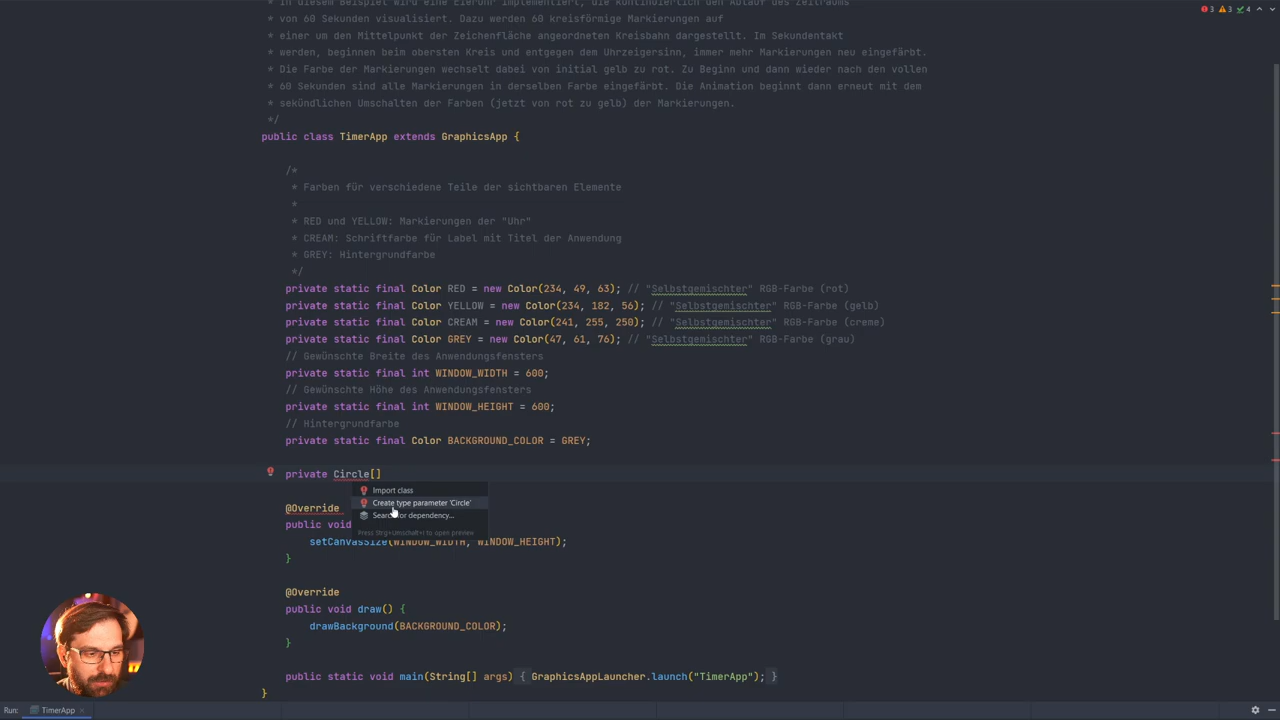 * In diesem Beispiel wird eine Eieruhr implementiert, die kontinuierlich den Ablauf des Zeitraums
* von 60 Sekunden visualisiert. Dazu werden 60 kreisförmige Markierungen auf
* einer um den Mittelpunkt der Zeichenfläche angeordneten Kreisbahn dargestellt. Im Sekundentakt
* werden, beginnen beim obersten Kreis und entgegen dem Uhrzeigersinn, immer mehr Markierungen neu eingefärbt.
* Die Farbe der Markierungen wechselt dabei von initial gelb zu rot. Zu Beginn und dann wieder nach den vollen
* 60 Sekunden sind alle Markierungen in derselben Farbe eingefärbt. Die Animation beginnt dann erneut mit dem
* sekündlichen Umschalten der Farben (jetzt von rot zu gelb) der Markierungen.
*/
public class TimerApp extends GraphicsApp {
/*
* Farben für verschiedene Teile der sichtbaren Elemente
*
* RED und YELLOW: Markierungen der "Uhr"
* CREAM: Schriftfarbe für Label mit Titel der Anwendung
* GREY: Hintergrundfarbe
*/
private static final Color RED = new Color(234, 49, 63); // "Selbstgemischter" RGB-Farbe (rot)
private static final Color YELLOW = new Color(234, 182, 56); // "Selbstgemischter" RGB-Farbe (gelb)
private static final Color CREAM = new Color(241, 255, 250); // "Selbstgemischter" RGB-Farbe (creme)
private static final Color GREY = new Color(47, 61, 76); // "Selbstgemischter" RGB-Farbe (grau)
// Gewünschte Breite des Anwendungsfensters
private static final int WINDOW_WIDTH = 600;
// Gewünschte Höhe des Anwendungsfensters
private static final int WINDOW_HEIGHT = 600;
// Hintergrundfarbe
private static final Color BACKGROUND_COLOR = GREY;
private Circle[]
Import class
Create type parameter 'Circle'
Search for dependency...
Press Strg+Umschalt+I to open preview
@Override
public void
setCanvasSize(WINDOW_WIDTH, WINDOW_HEIGHT);
}
@Override
public void draw() {
drawBackground(BACKGROUND_COLOR);
}
public static void main(String[] args) { GraphicsAppLauncher.launch("TimerApp"); }
}
3 3 4
Run: TimerApp